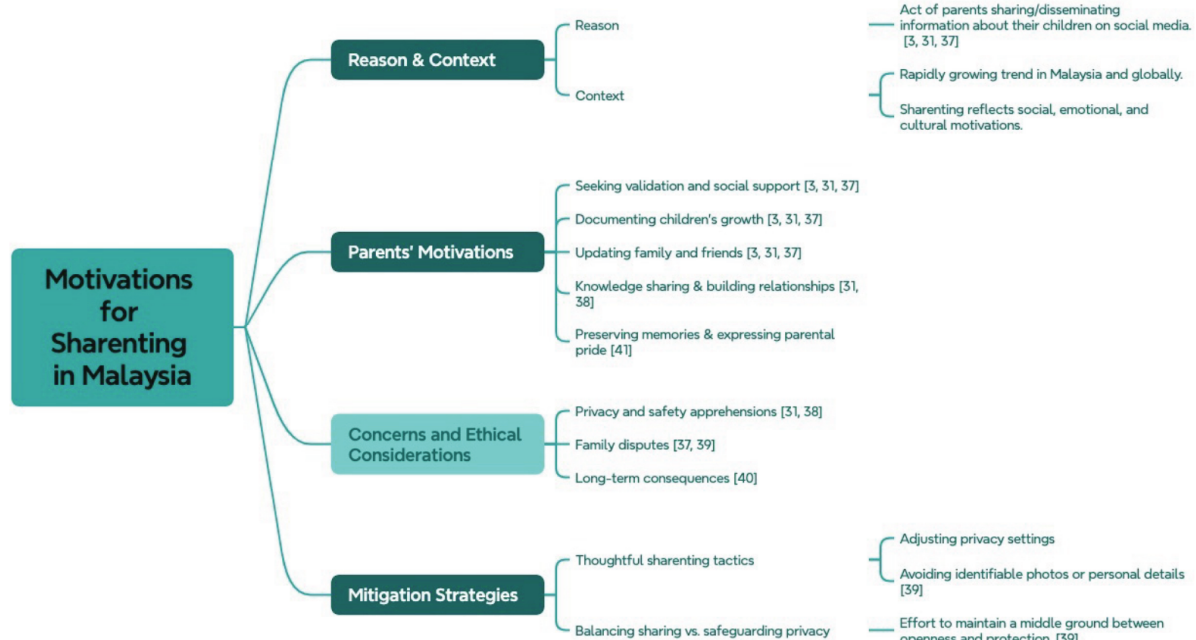 Motivations
for
Sharenting
in Malaysia
Reason & Context
Reason
Act of parents sharing/disseminating
information about their children on social media.
[3, 31, 37]
Context
Rapidly growing trend in Malaysia and globally.
Sharenting reflects social, emotional, and
cultural motivations.
Parents' Motivations
Seeking validation and social support [3, 31, 37]
Documenting children's growth [3, 31, 37]
Updating family and friends [3, 31, 37]
Knowledge sharing & building relationships [31,
38]
Preserving memories & expressing parental
pride [41]
Concerns and Ethical
Considerations
Privacy and safety apprehensions [31, 38]
Family disputes [37, 39]
Long-term consequences [40]
Mitigation Strategies
Thoughtful sharenting tactics
Adjusting privacy settings
Avoiding identifiable photos or personal details
[39]
Balancing sharing vs. safeguarding privacy
Effort to maintain a middle ground between
openness and protection. [39]